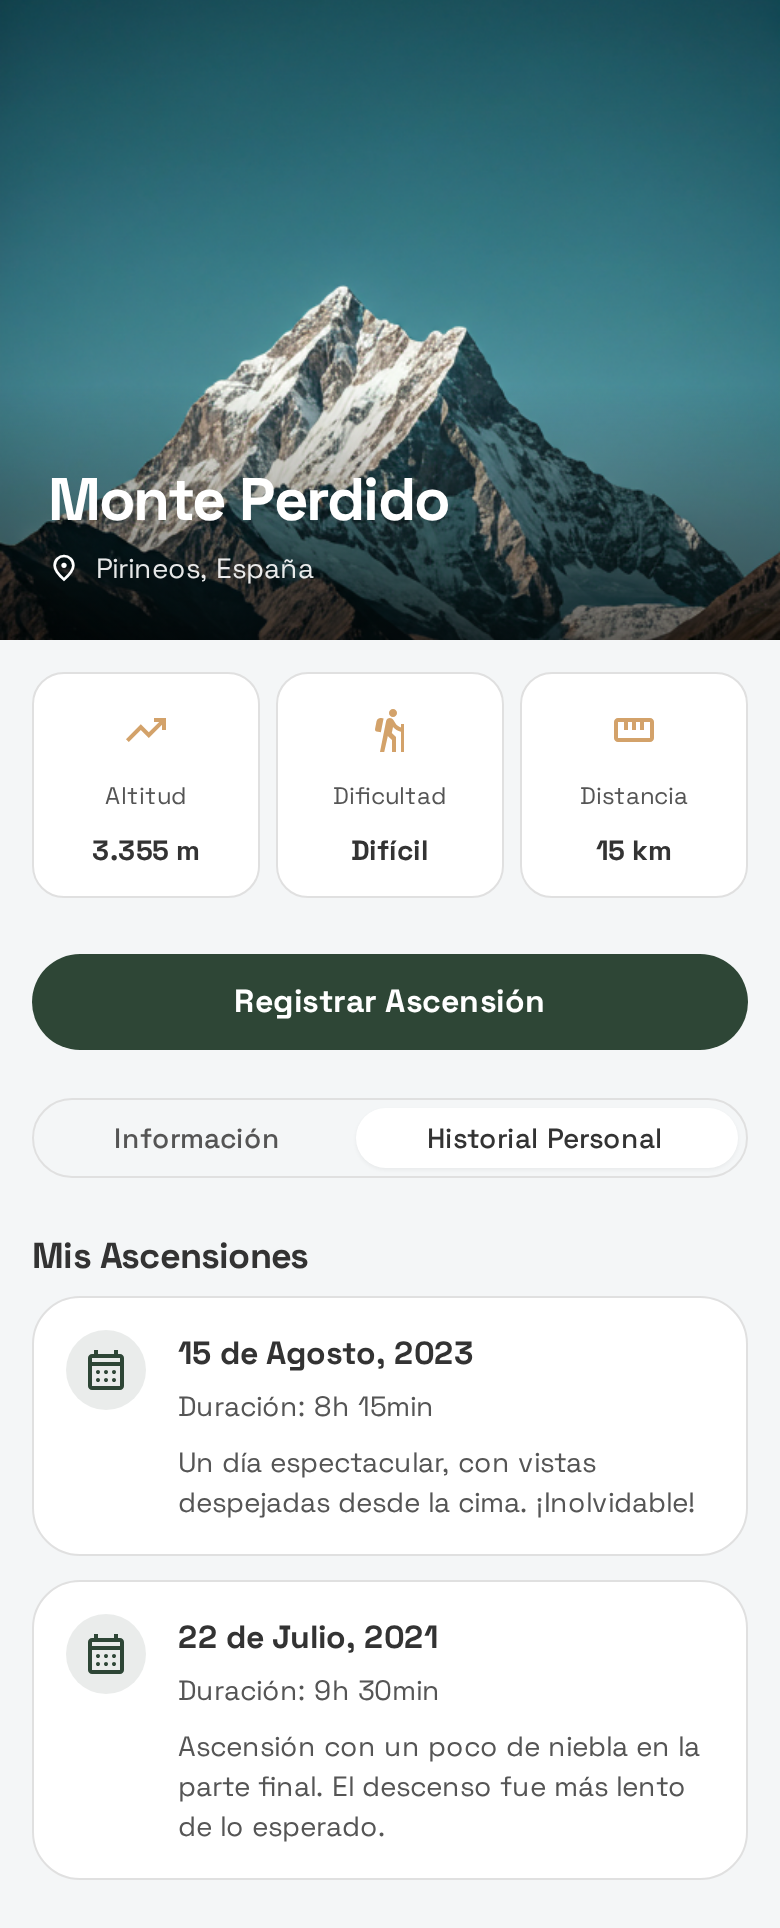 Monte Perdido
Pirineos, España
Altitud
3.355 m
Dificultad
Difícil
Distancia
15 km
Registrar Ascensión
Información
Historial Personal
Mis Ascensiones
15 de Agosto, 2023
Duración: 8h 15min
Un día espectacular, con vistas
despejadas desde la cima. ¡Inolvidable!
22 de Julio, 2021
Duración: 9h 30min
Ascensión con un poco de niebla en la
parte final. El descenso fue más lento
de lo esperado.